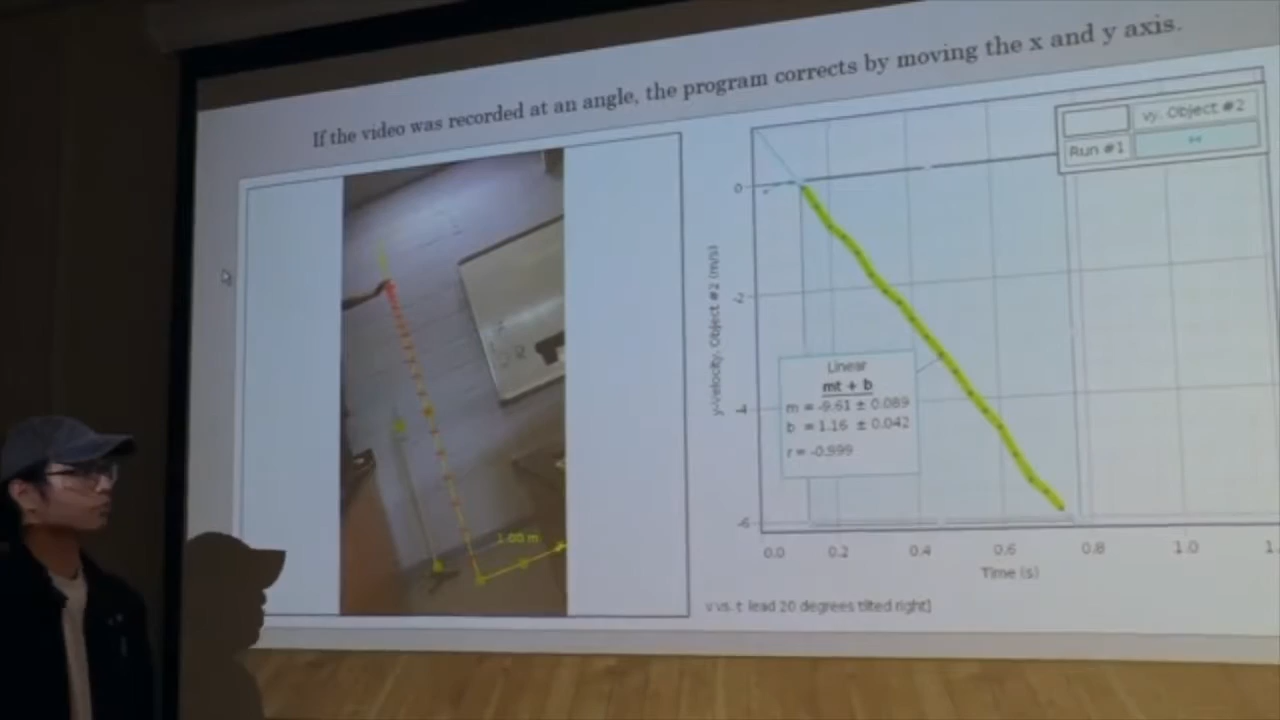 If the video was recorded at an angle, the program corrects by moving the x and y axis.
vy. Object #2
Run #1
0
-2
-4
-6
y-velocity, Object #2 (m/s)
Linear
mt + b
m = -9.61 ± 0.089
b = 1.16 ± 0.042
r = -0.999
1.00 m
0.0 0.2 0.4 0.6 0.8 1.0 1.
Time (s)
v vs. t lead 20 degrees tilted right]